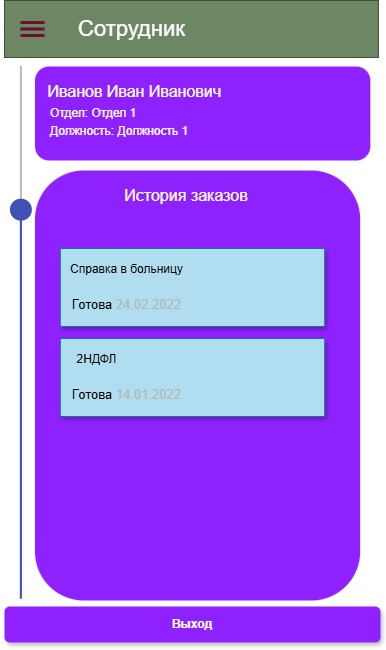 Сотрудник
Иванов Иван Иванович
Отдел: Отдел 1
Должность: Должность 1
История заказов
Справка в больницу
Готова 24.02.2022
2НДФЛ
Готова 14.01.2022
Выход